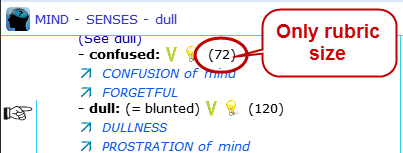 MIND - SENSES - dull
(See dull)
- confused: (72)
CONFUSION of mind
FORGETFUL
- dull: (= blunted) (120)
DULLNESS
PROSTRATION of mind
Only rubric
size